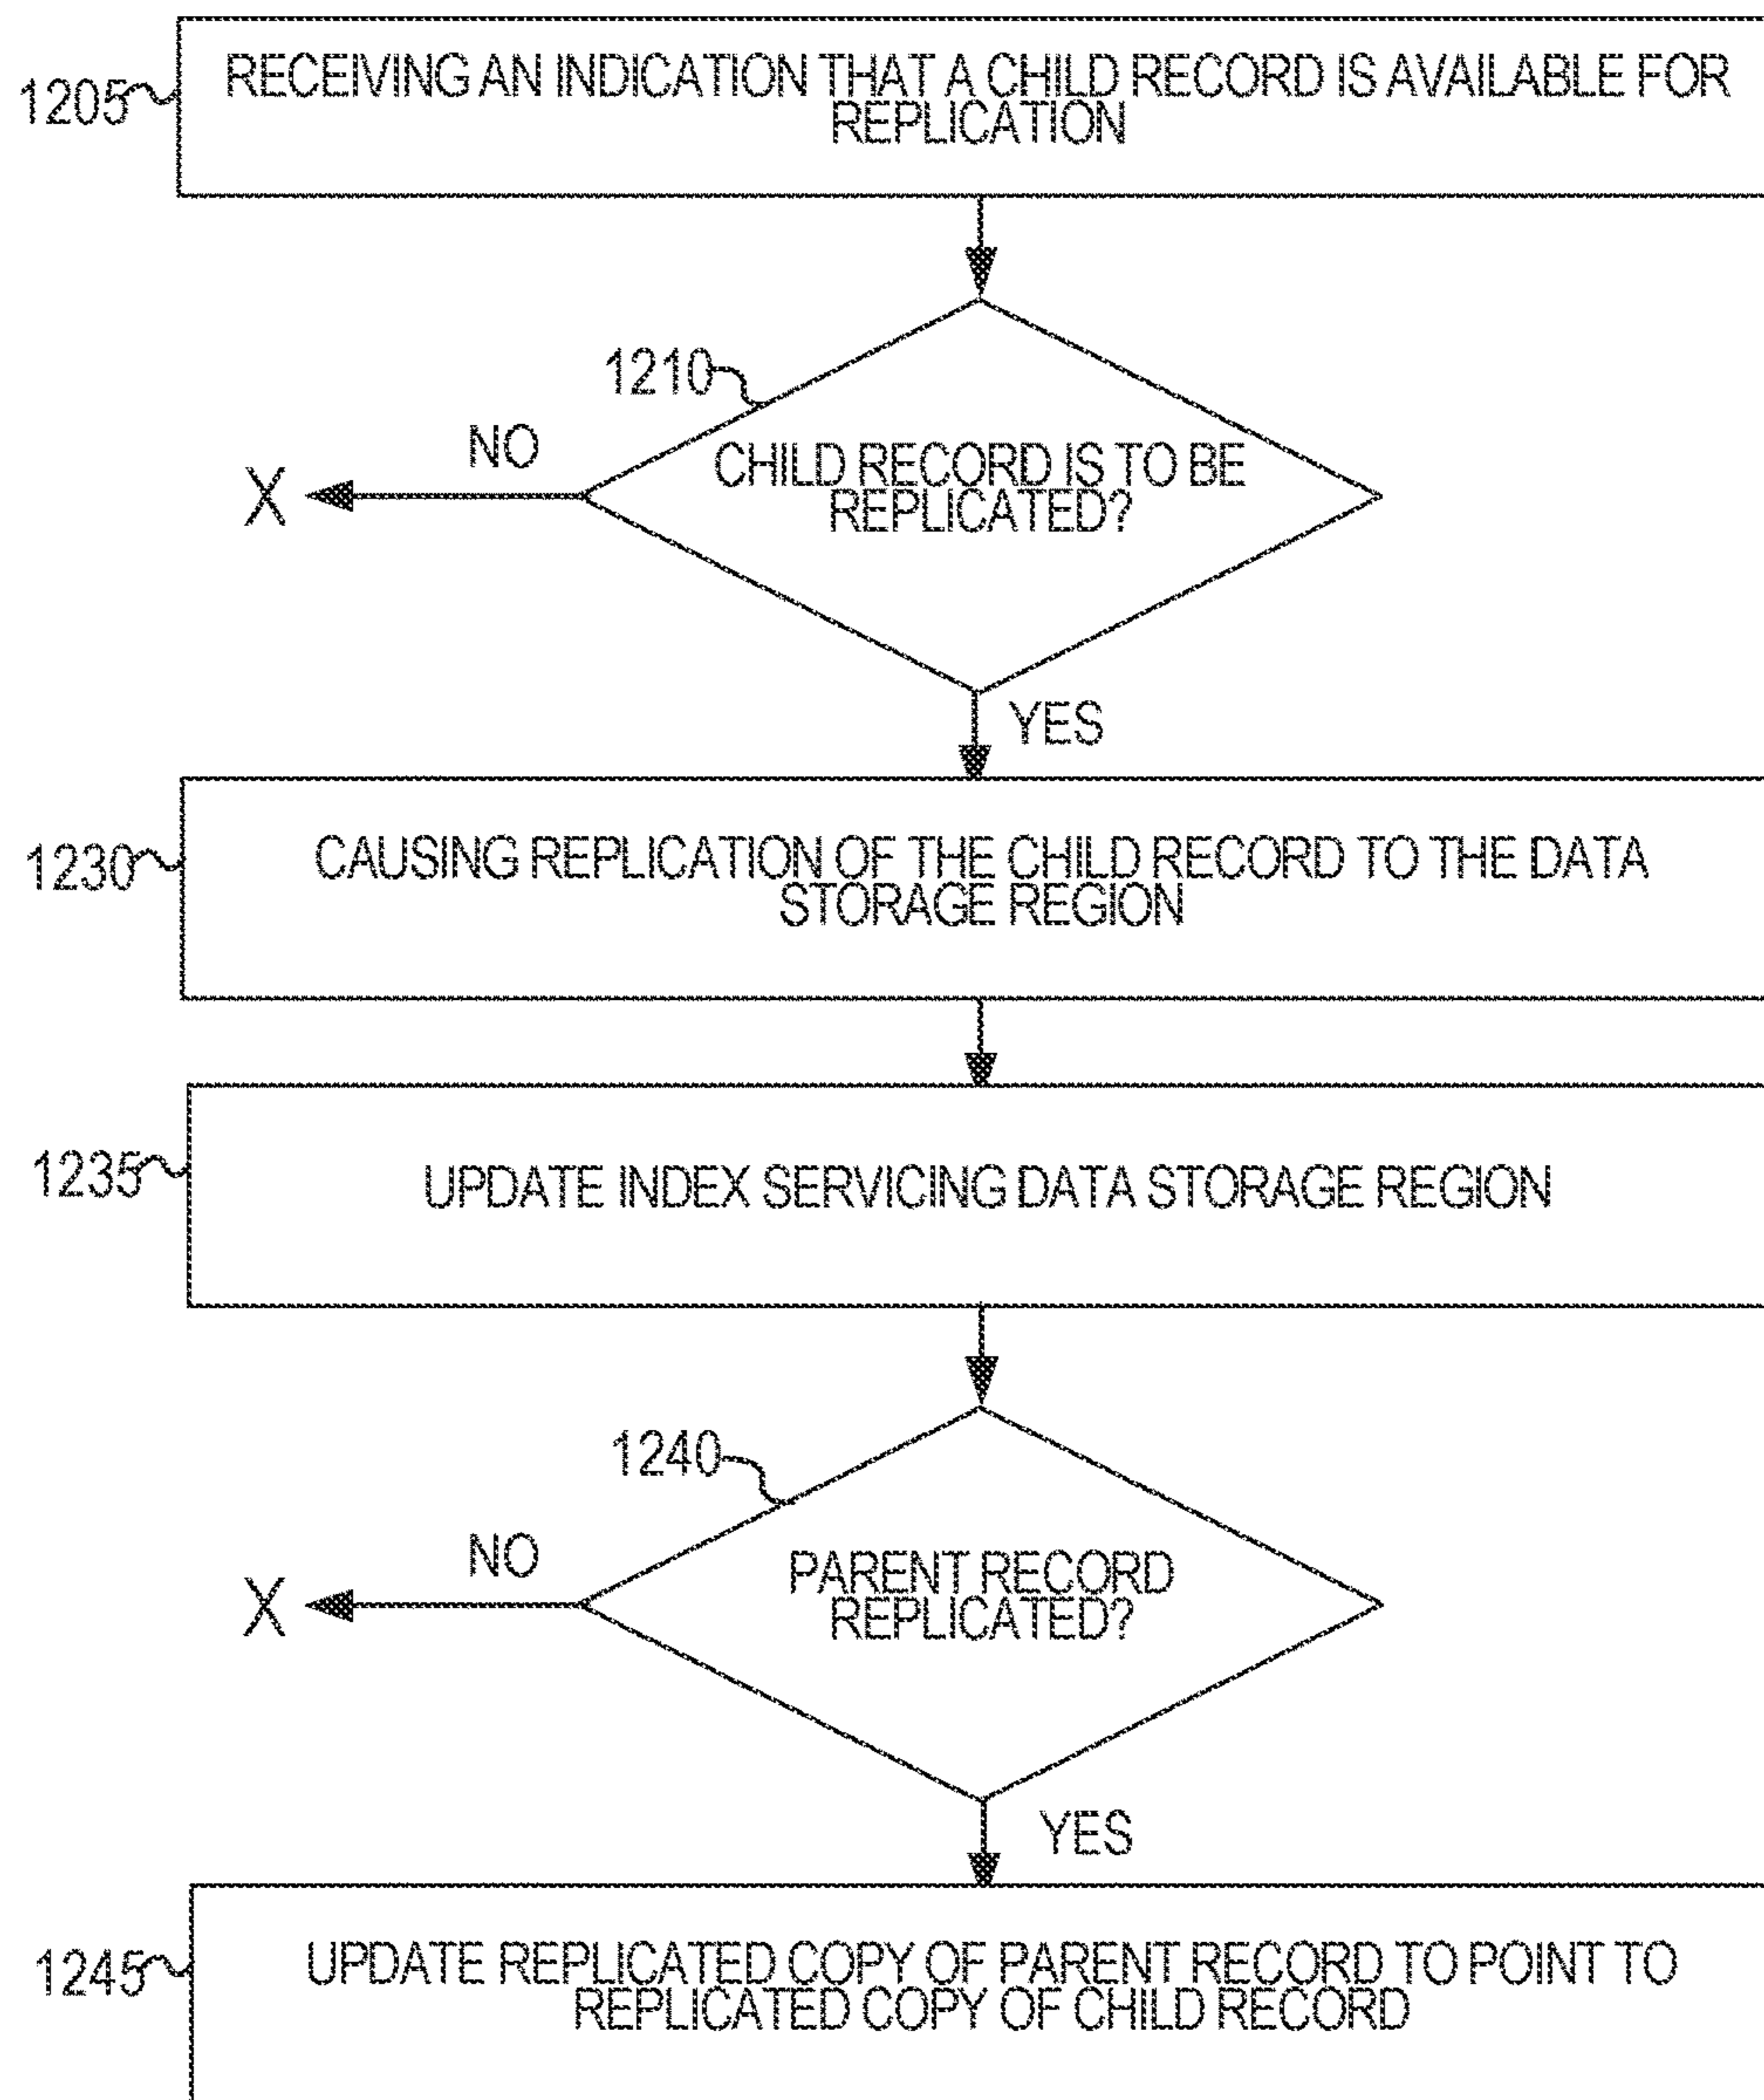 1205
RECEIVING AN INDICATION THAT A CHILD RECORD IS AVAILABLE FOR
REPLICATION
1210
NO
X
CHILD RECORD IS TO BE
REPLICATED?
YES
1230
CAUSING REPLICATION OF THE CHILD RECORD TO THE DATA
STORAGE REGION
1235
UPDATE INDEX SERVICING DATA STORAGE REGION
1240
NO
X
PARENT RECORD
REPLICATED?
YES
1245
UPDATE REPLICATED COPY OF PARENT RECORD TO POINT TO
REPLICATED COPY OF CHILD RECORD